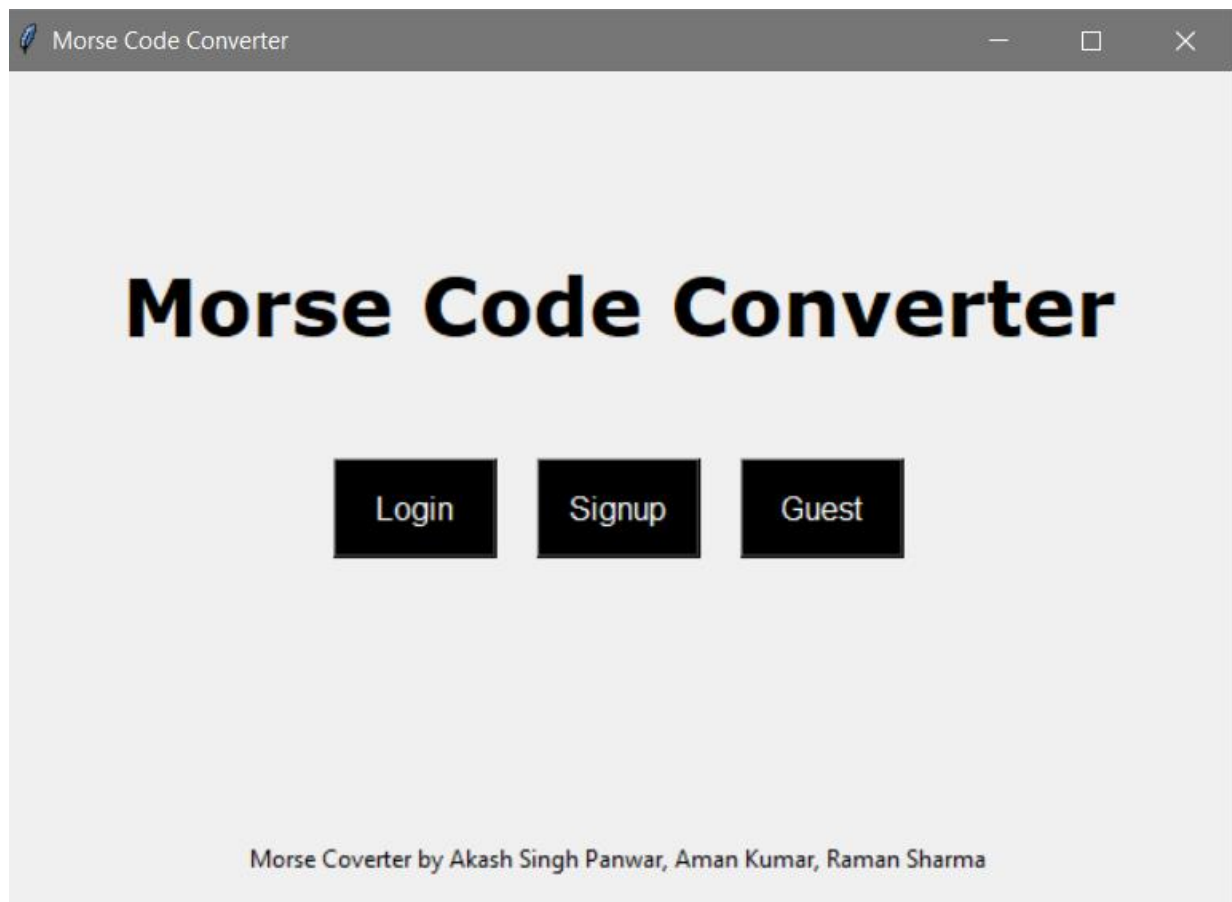 Morse Code Converter
Morse Code Converter
Login Signup Guest
Morse Coverter by Akash Singh Panwar, Aman Kumar, Raman Sharma